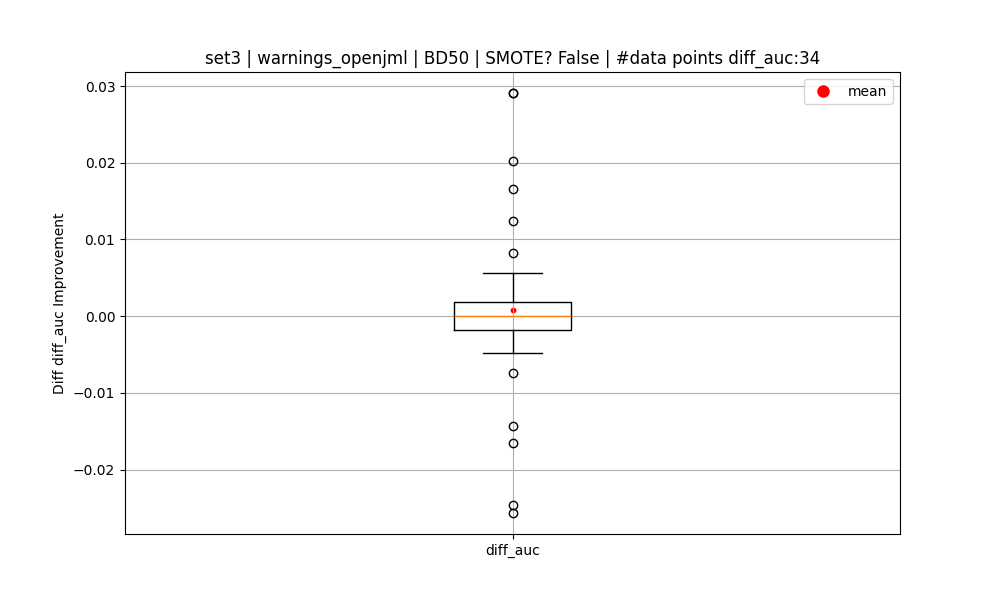 set3 | warnings_openjml | BD50 | SMOTE? False | #data points diff_auc:34
mean
0.03
0.02
0.01
0.00
−0.01
−0.02
Diff diff_auc Improvement
diff_auc